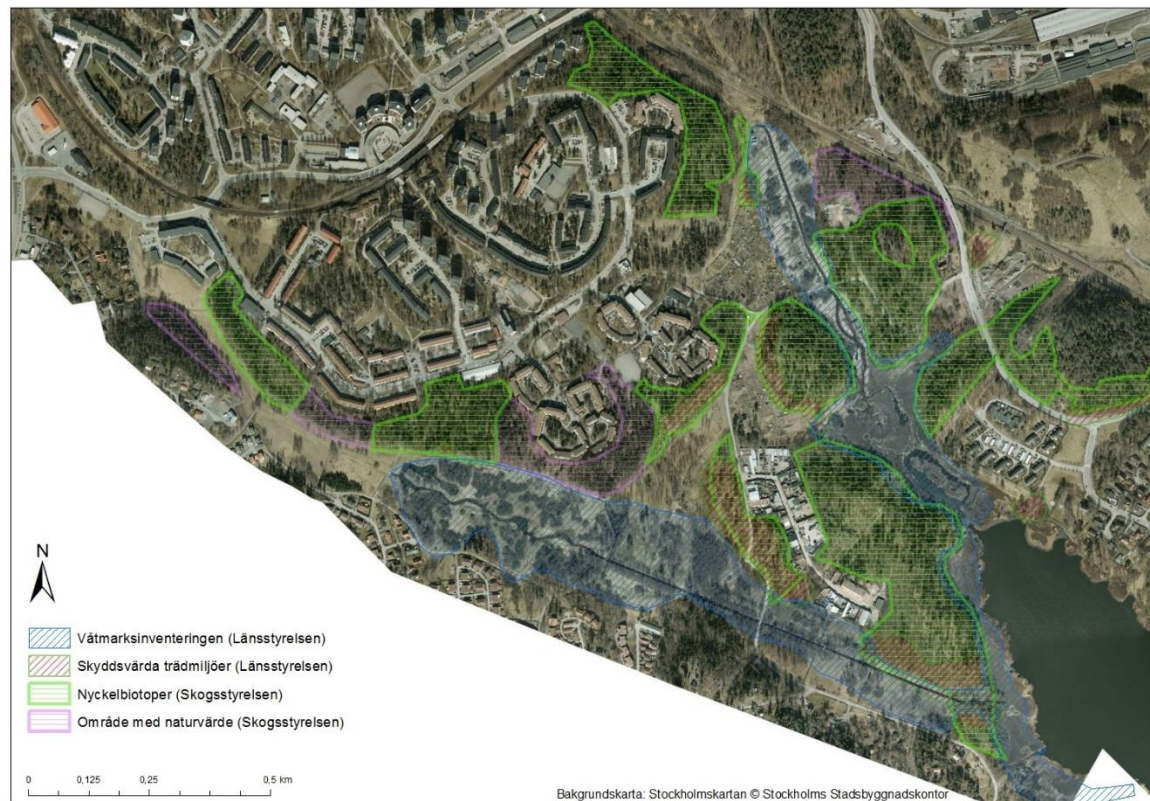 N
Våtmarksinventeringen (Länsstyrelsen)
Skyddsvärda trädmiljöer (Länsstyrelsen)
Nyckelbiotoper (Skogsstyrelsen)
Område med naturvärde (Skogsstyrelsen)
0 0,125 0,25 0,5 km
Bakgrundskarta: Stockholmskartan © Stockholms Stadsbyggnadskontor